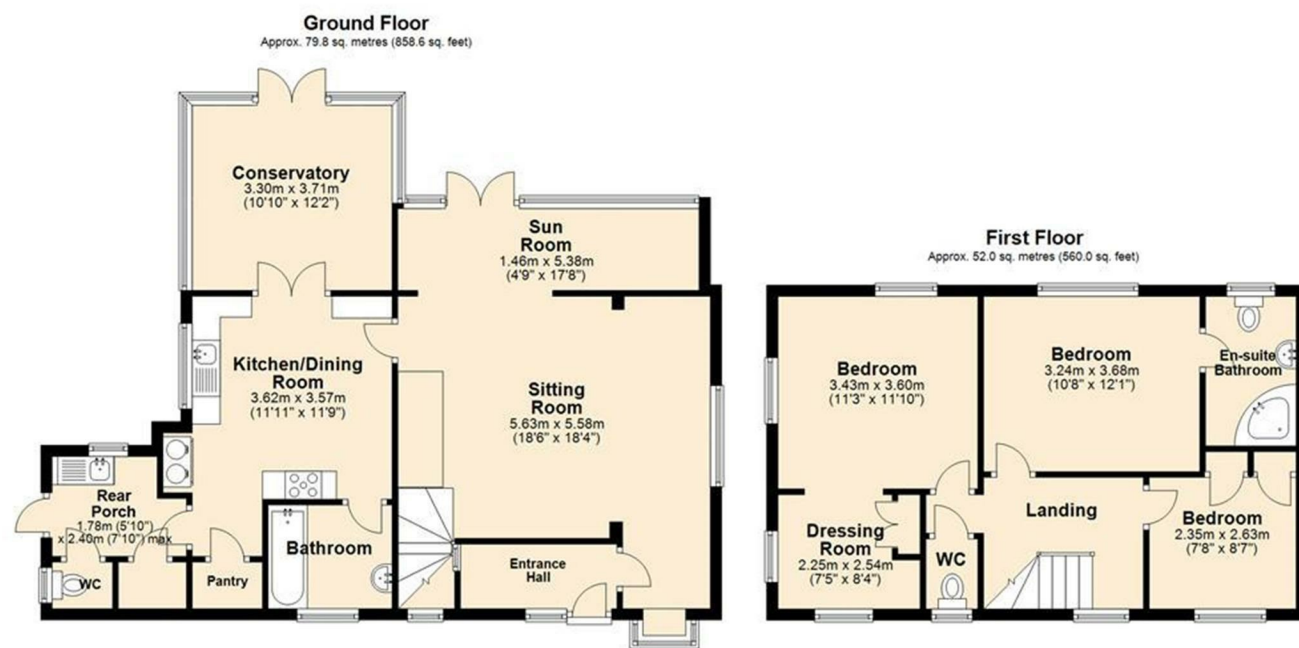 Ground Floor
Approx. 79.8 sq. metres (858.6 sq. feet)
Conservatory
3.30m x 3.71m
(10'10" x 12'2")
Sun
Room
1.46m x 5.38m
(4'9" x 17'8")
Kitchen/Dining
Room
3.62m x 3.57m
(11'11" x 11'9")
Sitting
Room
5.63m x 5.58m
(18'6" x 18'4")
Rear
Porch
1.78m (5'10")
x 2.40m (7'10") max
WC
Pantry
Bathroom
Entrance
Hall
First Floor
Approx. 52.0 sq. metres (560.0 sq. feet)
Bedroom
3.43m x 3.60m
(11'3" x 11'10")
Bedroom
3.24m x 3.68m
(10'8" x 12'1")
En-suite
Bathroom
Dressing
Room
2.25m x 2.54m
(7'5" x 8'4")
WC
Landing
Bedroom
2.35m x 2.63m
(7'8" x 8'7")